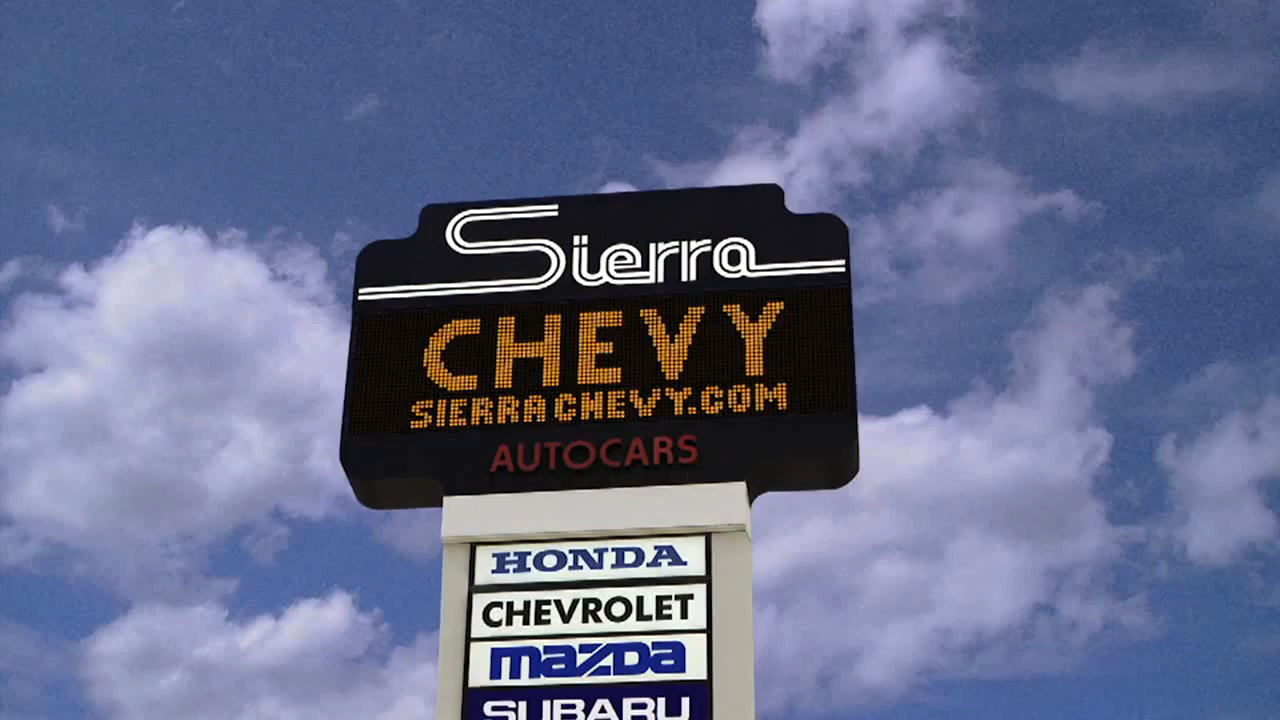 Sierra
CHEVY
SIERRACHEVY.COM
AUTOCARS
HONDA
CHEVROLET
mazda
SUBARU